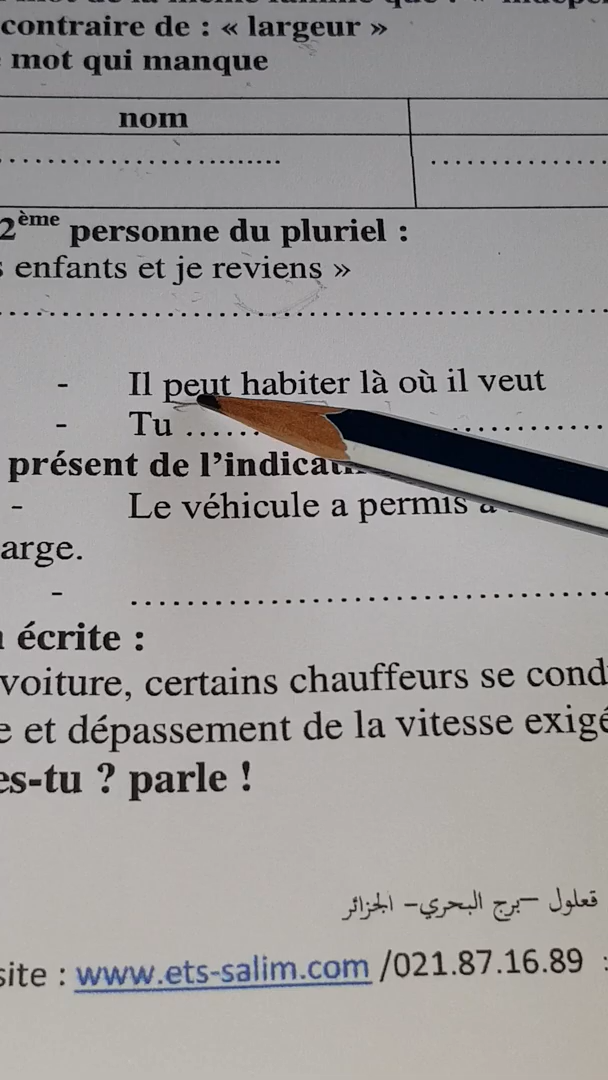 contraire de : « largeur »
mot qui manque
nom
2ème personne du pluriel :
enfants et je reviens »
- Il peut habiter là où il veut
- Tu ...... ..............
présent de l'indicat
- Le véhicule a permis
arge.
- ..........................................
écrite :
voiture, certains chauffeurs se cond
e et dépassement de la vitesse exigé
es-tu ? parle !
قعلول –برج البحري- الجزائر
site : www.ets-salim.com /021.87.16.89 :